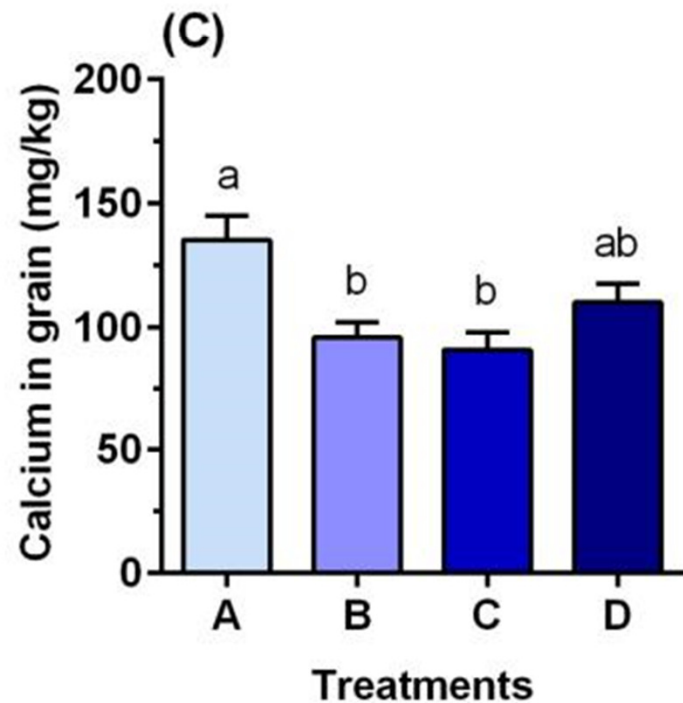 (C)
Calcium in grain (mg/kg)
200
150
100
50
0
a
b
b
ab
A B C D
Treatments